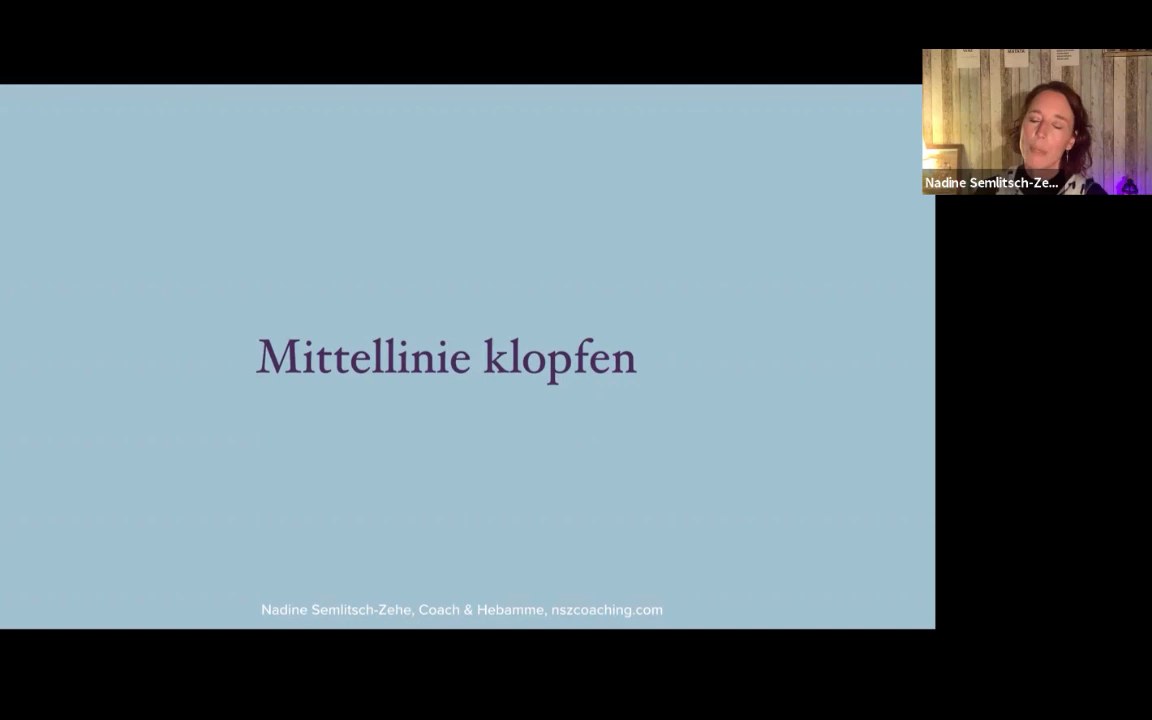 Nadine Semlitsch-Ze...
Mittellinie klopfen
Nadine Semlitsch-Zehe, Coach & Hebamme, nszcoaching.com